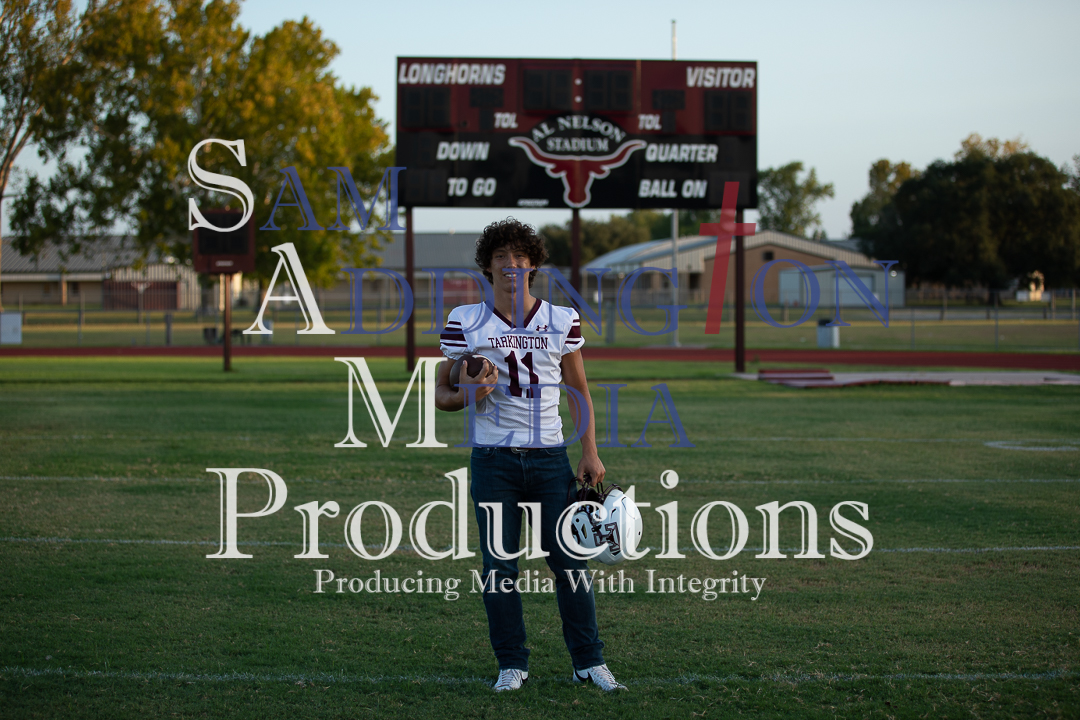 LONGHORNS VISITOR
TOL TOL
AL NELSON
STADIUM
DOWN QUARTER
TO GO BALL ON
SAM
ADDINGTON
MEDIA
Productions
Producing Media With Integrity
TARKINGTON
11